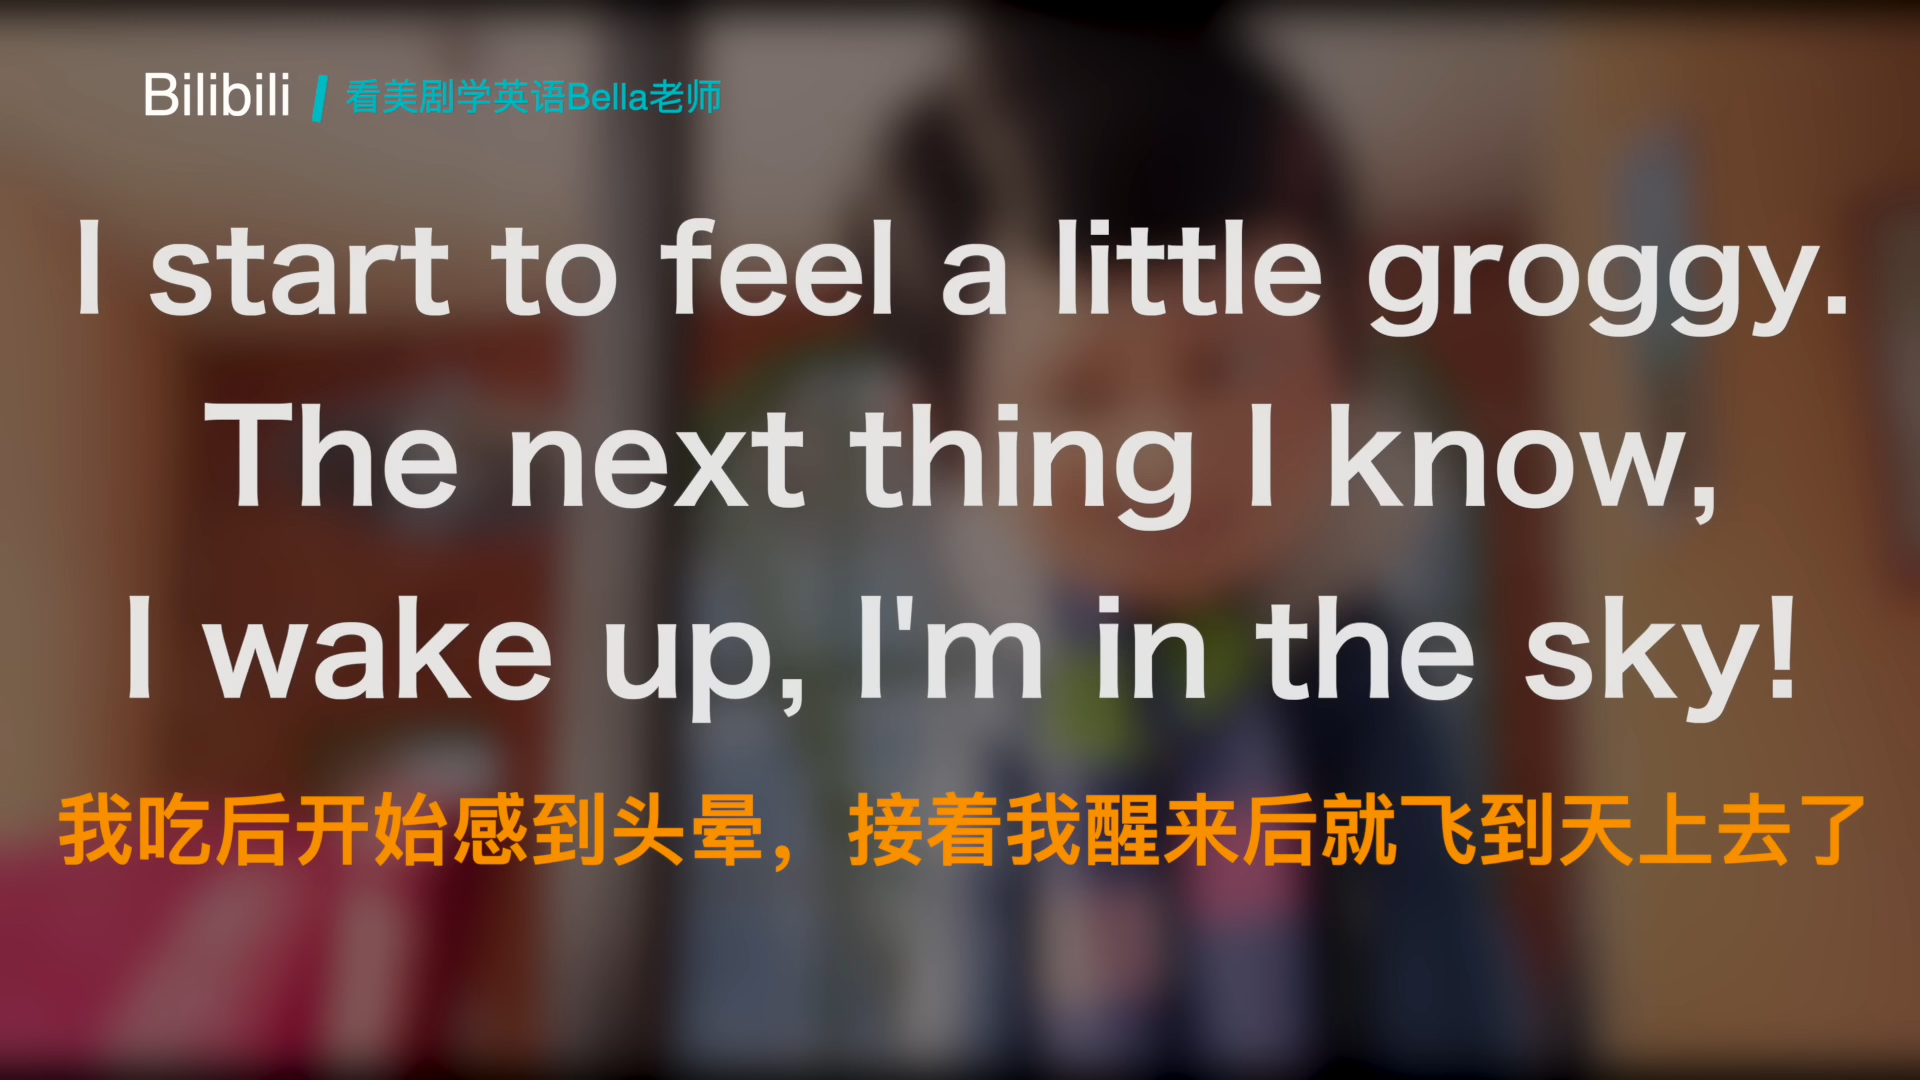 Bilibili / 看美剧学英语Bella老师
I start to feel a little groggy.
The next thing I know,
I wake up, I'm in the sky!
我吃后开始感到头晕，接着我醒来后就飞到天上去了